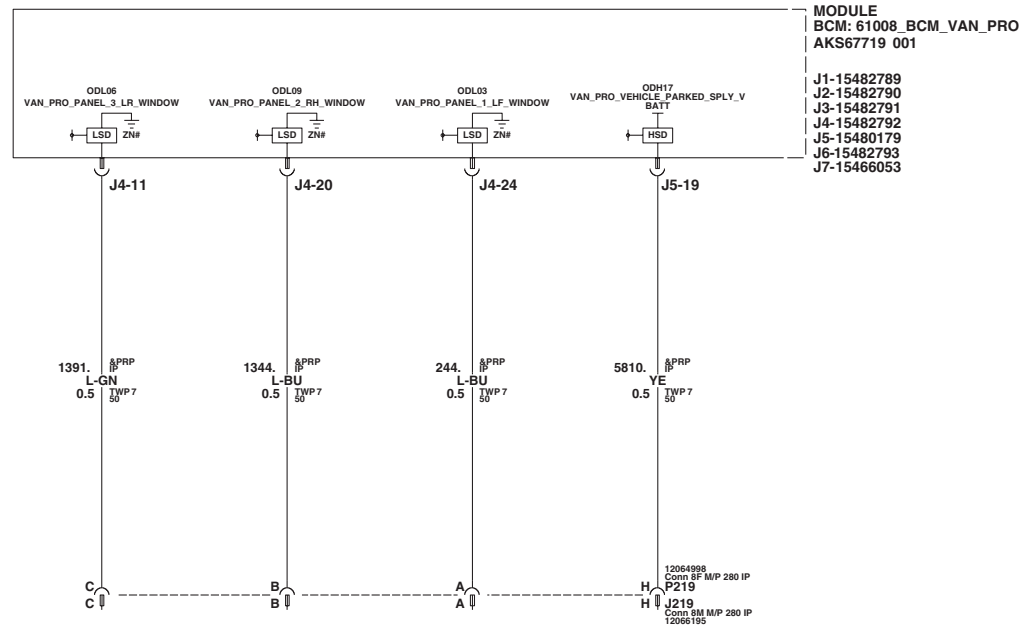 MODULE
BCM: 61008_BCM_VAN_PRO
AKS67719 001
J1-15482789
J2-15482790
J3-15482791
J4-15482792
J5-15480179
J6-15482793
J7-15466053
ODL06
VAN_PRO_PANEL_3_LR_WINDOW
LSD ZN#
J4-11
ODL09
VAN_PRO_PANEL_2_RH_WINDOW
LSD ZN#
J4-20
ODL03
VAN_PRO_PANEL_1_LF_WINDOW
LSD ZN#
J4-24
ODH17
VAN_PRO_VEHICLE_PARKED_SPLY_V
BATT
HSD
J5-19
1391. &PRP
IP
L-GN
0.5 TWP 7
50
1344. &PRP
IP
L-BU
0.5 TWP 7
50
244. &PRP
IP
L-BU
0.5 TWP 7
50
5810. &PRP
IP
YE
0.5 TWP 7
50
C
C
B
B
A
A
12064998
Conn 8F M/P 280 IP
H P219
H J219
Conn 8M M/P 280 IP
12066195